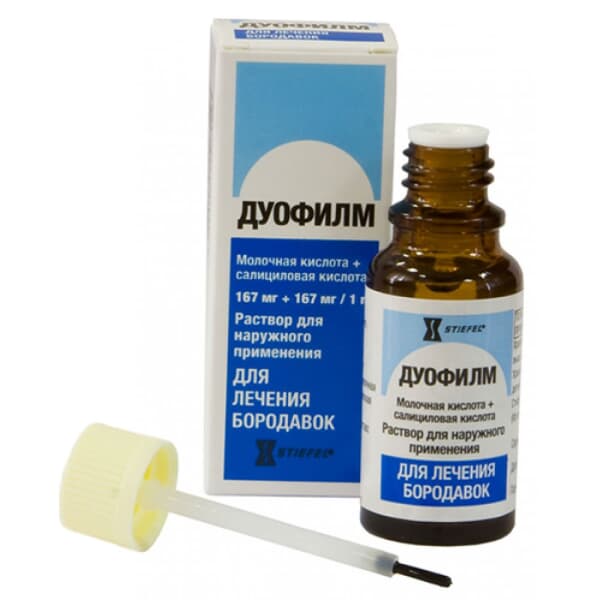 ДУОФИЛМ
ДЛЯ ЛЕЧЕНИЯ
БОРОДАВОК
ДУОФИЛМ
Молочная кислота +
салициловая кислота
167 мг + 167 мг / 1
Раствор для
наружного
применения
ДЛЯ
ЛЕЧЕНИЯ
БОРОДАВОК
STIEFEL
STIEFEL®
ДУОФИЛМ
Молочная кислота +
салициловая кислота
Раствор для наружного
применения
ДЛЯ ЛЕЧЕНИЯ
БОРОДАВОК